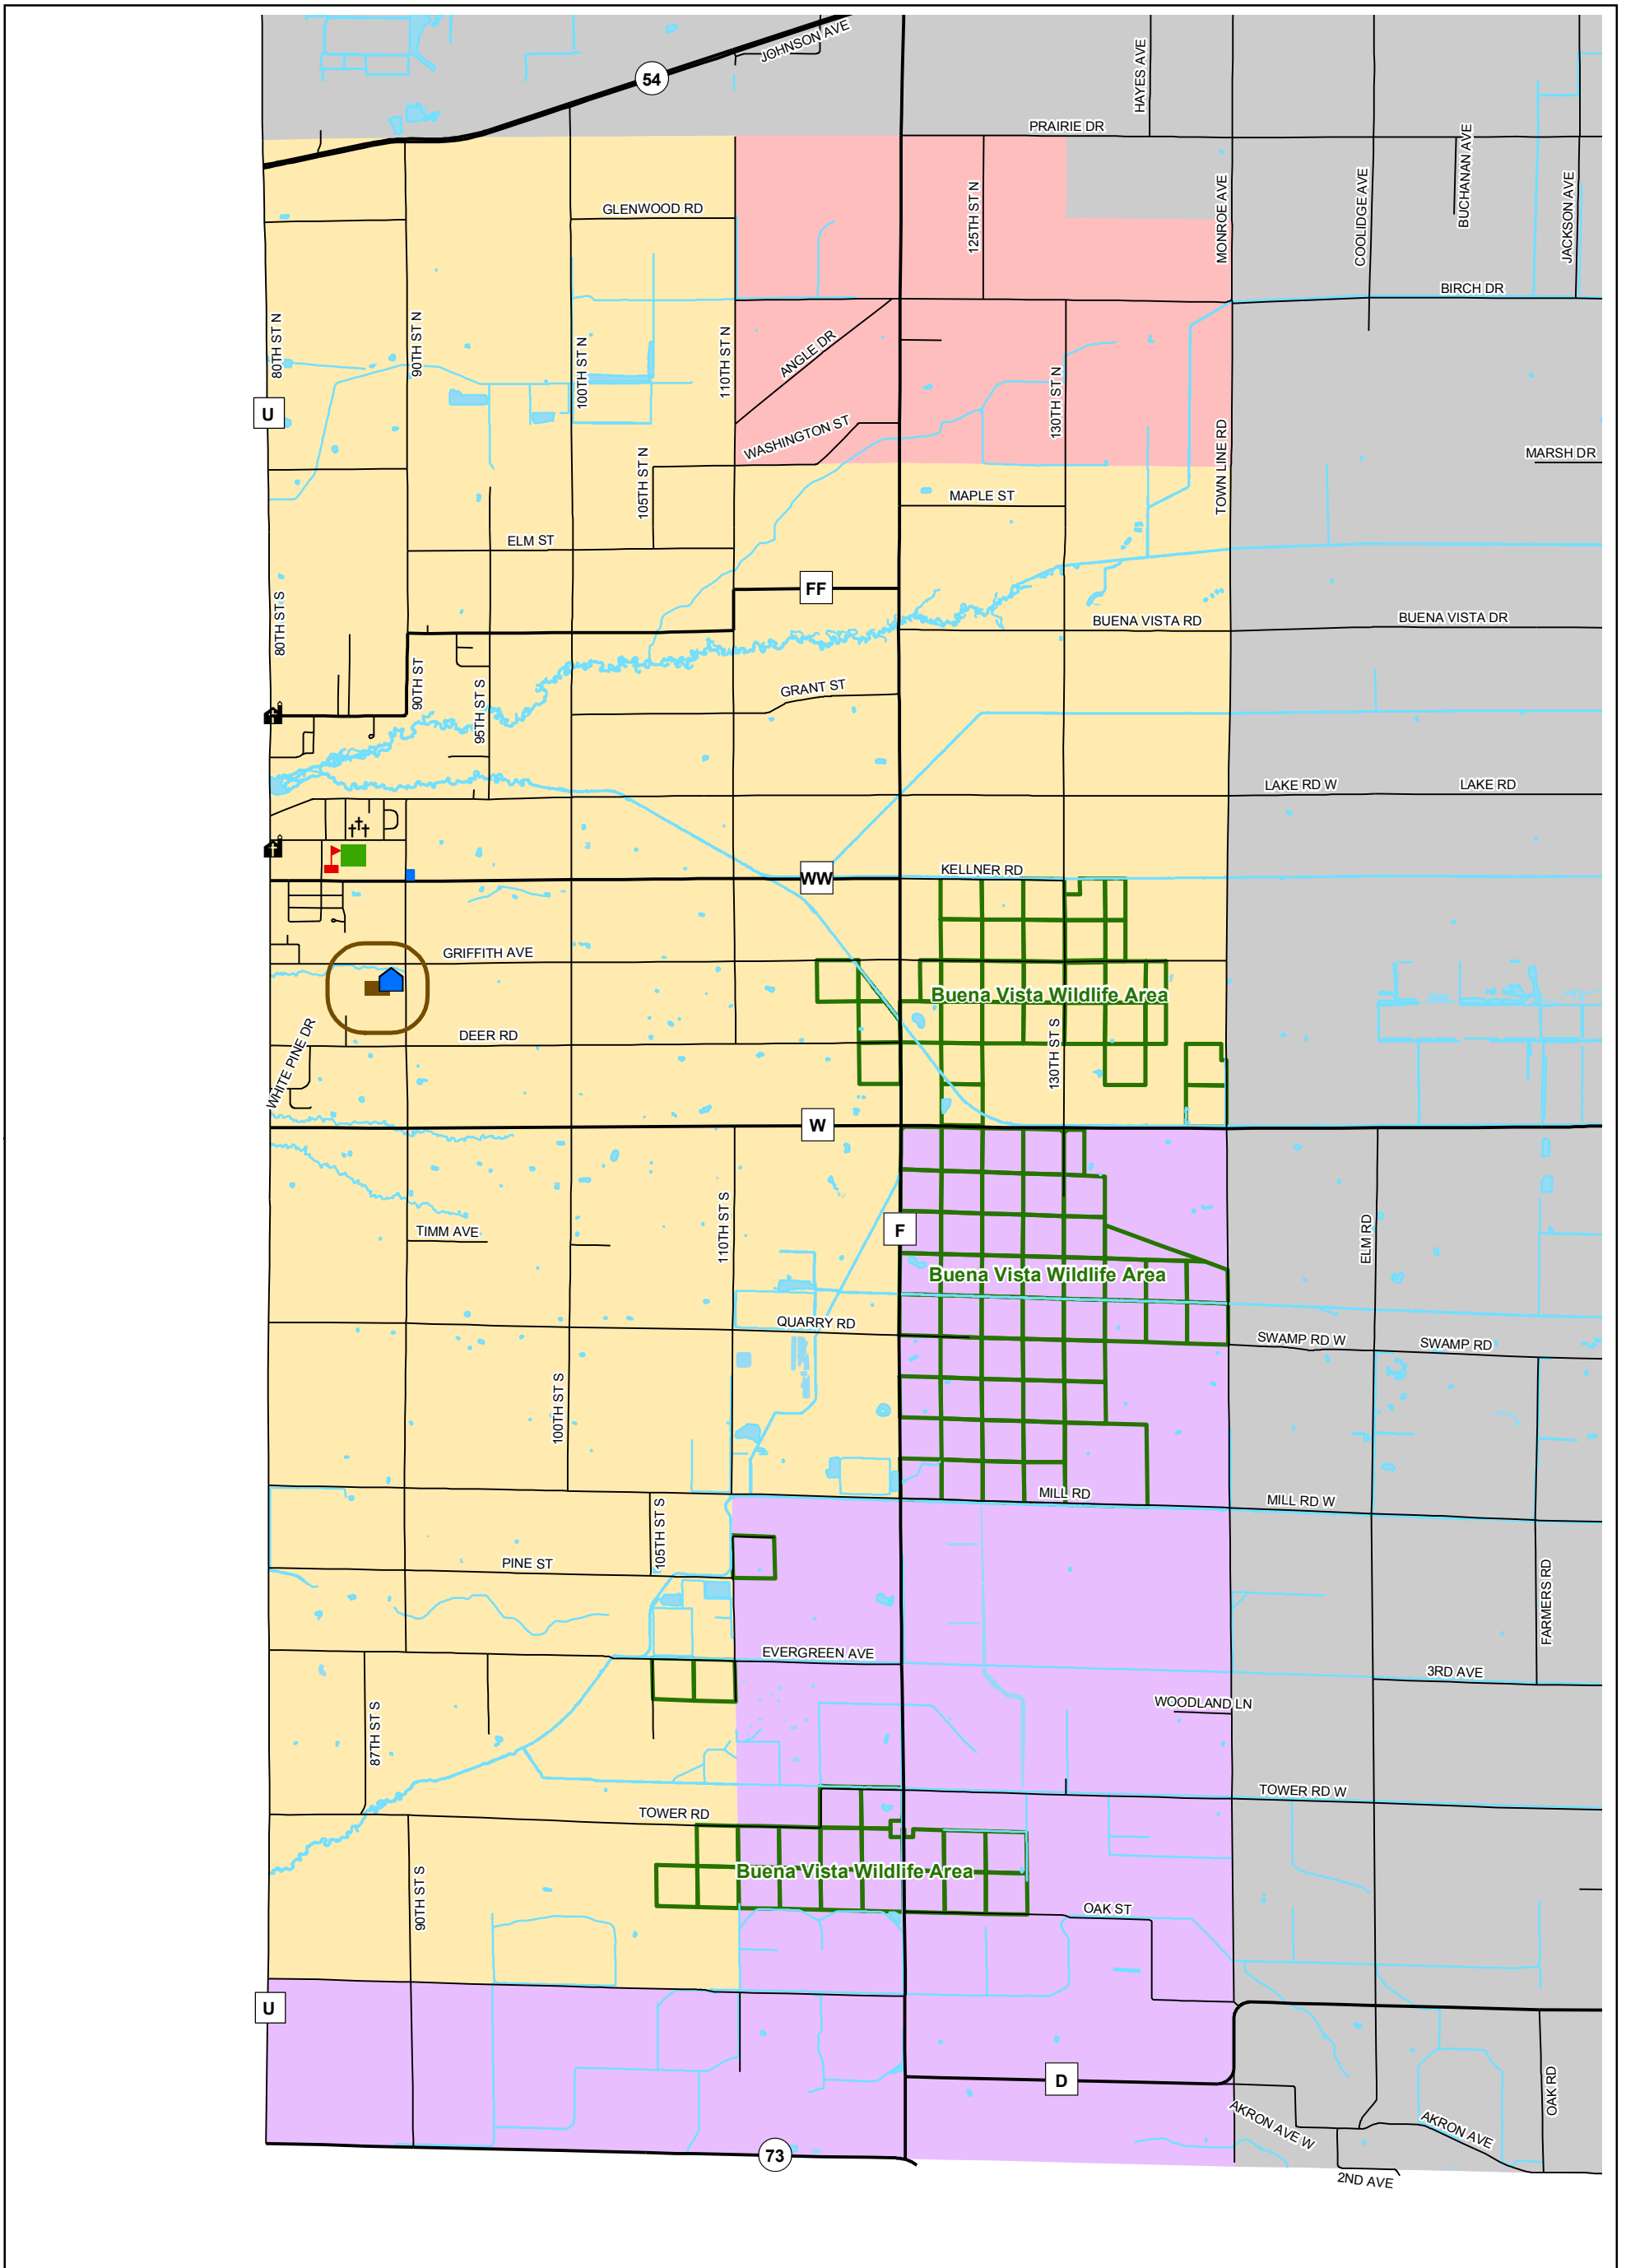 JOHNSON AVE
54
HAYES AVE
PRAIRIE DR
BUCHANAN AVE
GLENWOOD RD
125TH ST N
MONROE AVE
COOLIDGE AVE
JACKSON AVE
BIRCH DR
80TH ST N
90TH ST N
100TH ST N
110TH ST N
ANGLE DR
130TH ST N
U
WASHINGTON ST
TOWN LINE RD
MARSH DR
105TH ST N
MAPLE ST
ELM ST
FF
80TH ST S
BUENA VISTA RD
BUENA VISTA DR
90TH ST
95TH ST S
GRANT ST
LAKE RD W
LAKE RD
WW
KELLNER RD
GRIFFITH AVE
Buena Vista Wildlife Area
DEER RD
WHITE PINE DR
130TH ST S
W
110TH ST S
F
TIMM AVE
ELM RD
Buena Vista Wildlife Area
QUARRY RD
SWAMP RD W
SWAMP RD
100TH ST S
MILL RD
MILL RD W
105TH ST S
PINE ST
FARMERS RD
EVERGREEN AVE
3RD AVE
WOODLAND LN
87TH ST S
TOWER RD W
TOWER RD
Buena Vista Wildlife Area
90TH ST S
OAK ST
U
D
OAK RD
AKRON AVE W
AKRON AVE
73
2ND AVE